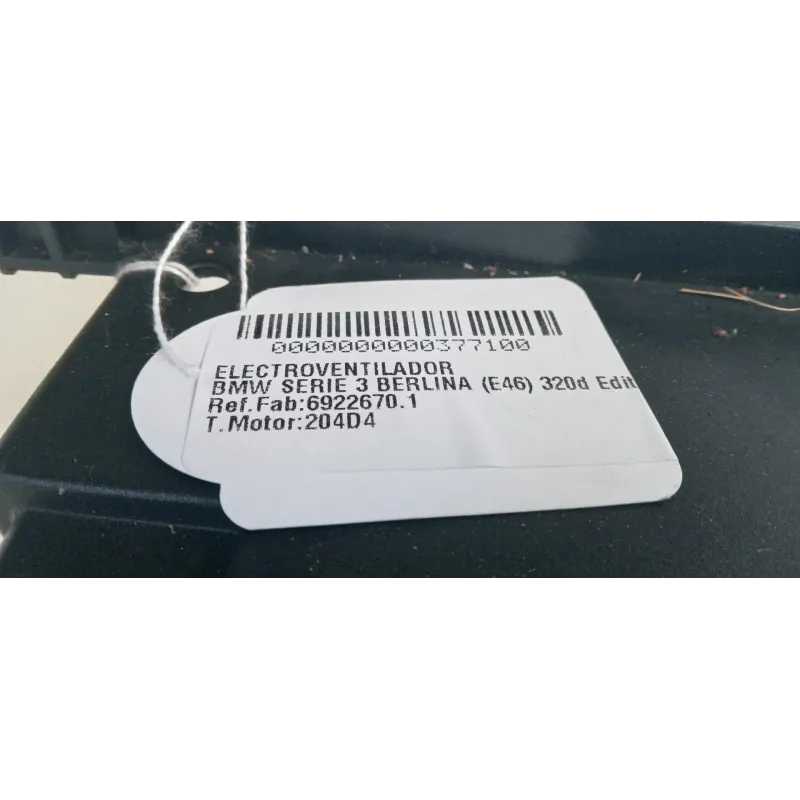 0000000000377100
ELECTROVENTILADOR
BMW SERIE 3 BERLINA (E46) 320d Edit
Ref.Fab:6922670.1
T.Motor:204D4